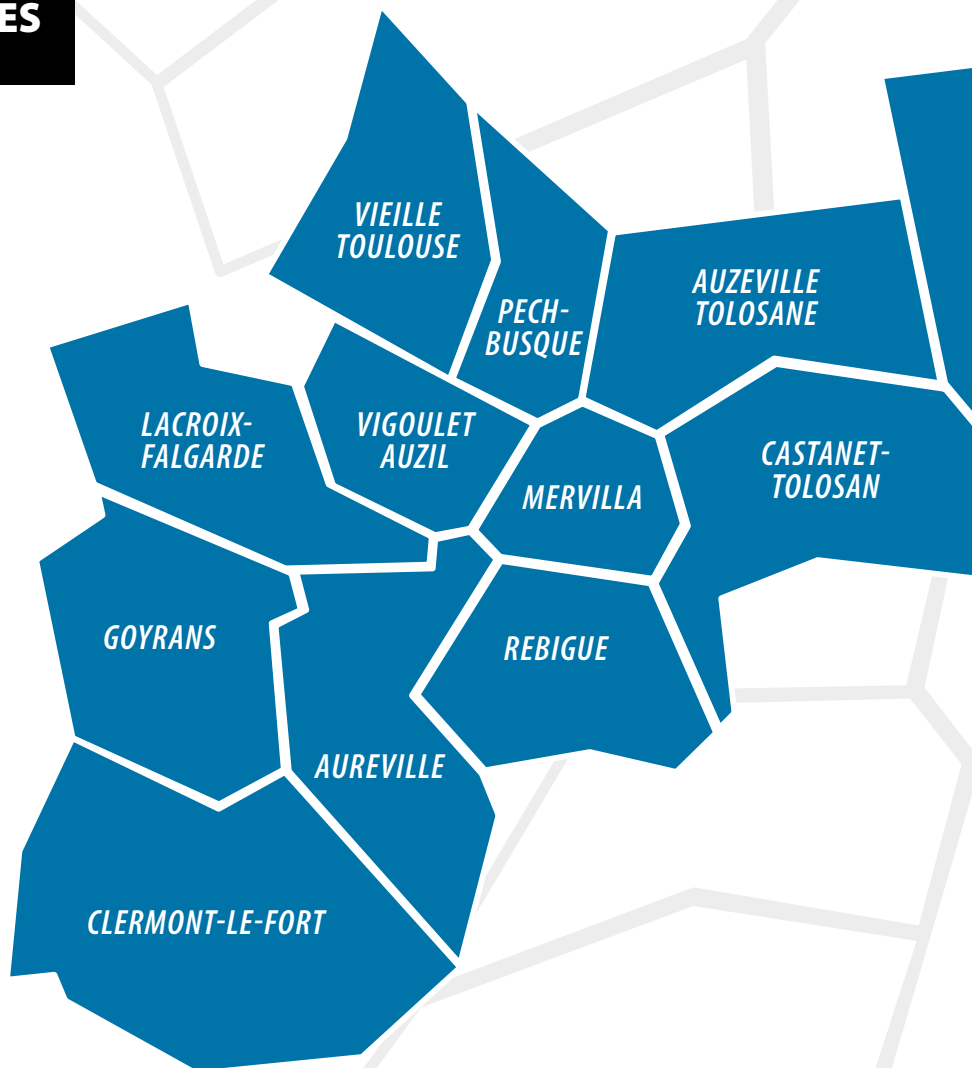 ES
VIEILLE
TOULOUSE
PECH-
BUSQUE
AUZEVILLE
TOLOSANE
LACROIX-
FALGARDE
VIGOULET
AUZIL
CASTANET-
TOLOSAN
MERVILLA
GOYRANS
REBIGUE
AUREVILLE
CLERMONT-LE-FORT